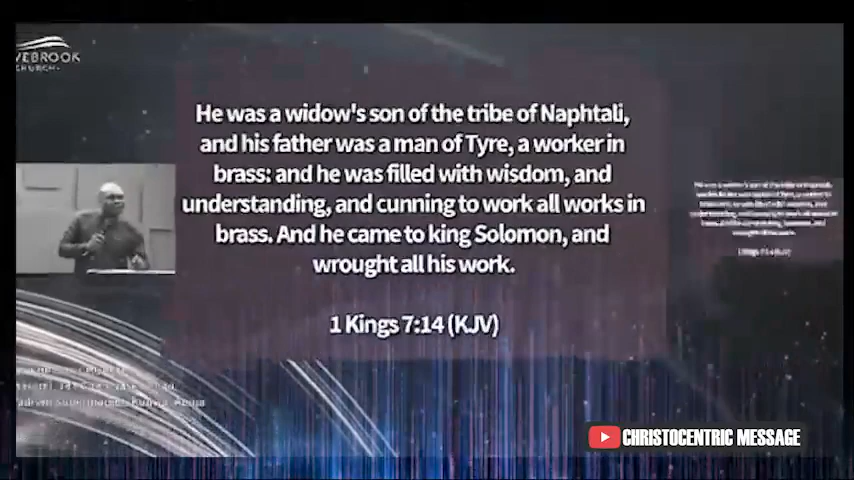 VEBROOK
CHURCH
He was a widow's son of the tribe of Naphtali,
and his father was a man of Tyre, a worker in
brass: and he was filled with wisdom, and
understanding, and cunning to work all works in
brass. And he came to king Solomon, and
wrought all his work.
1 Kings 7:14 (KJV)
CHRISTOCENTRIC MESSAGE